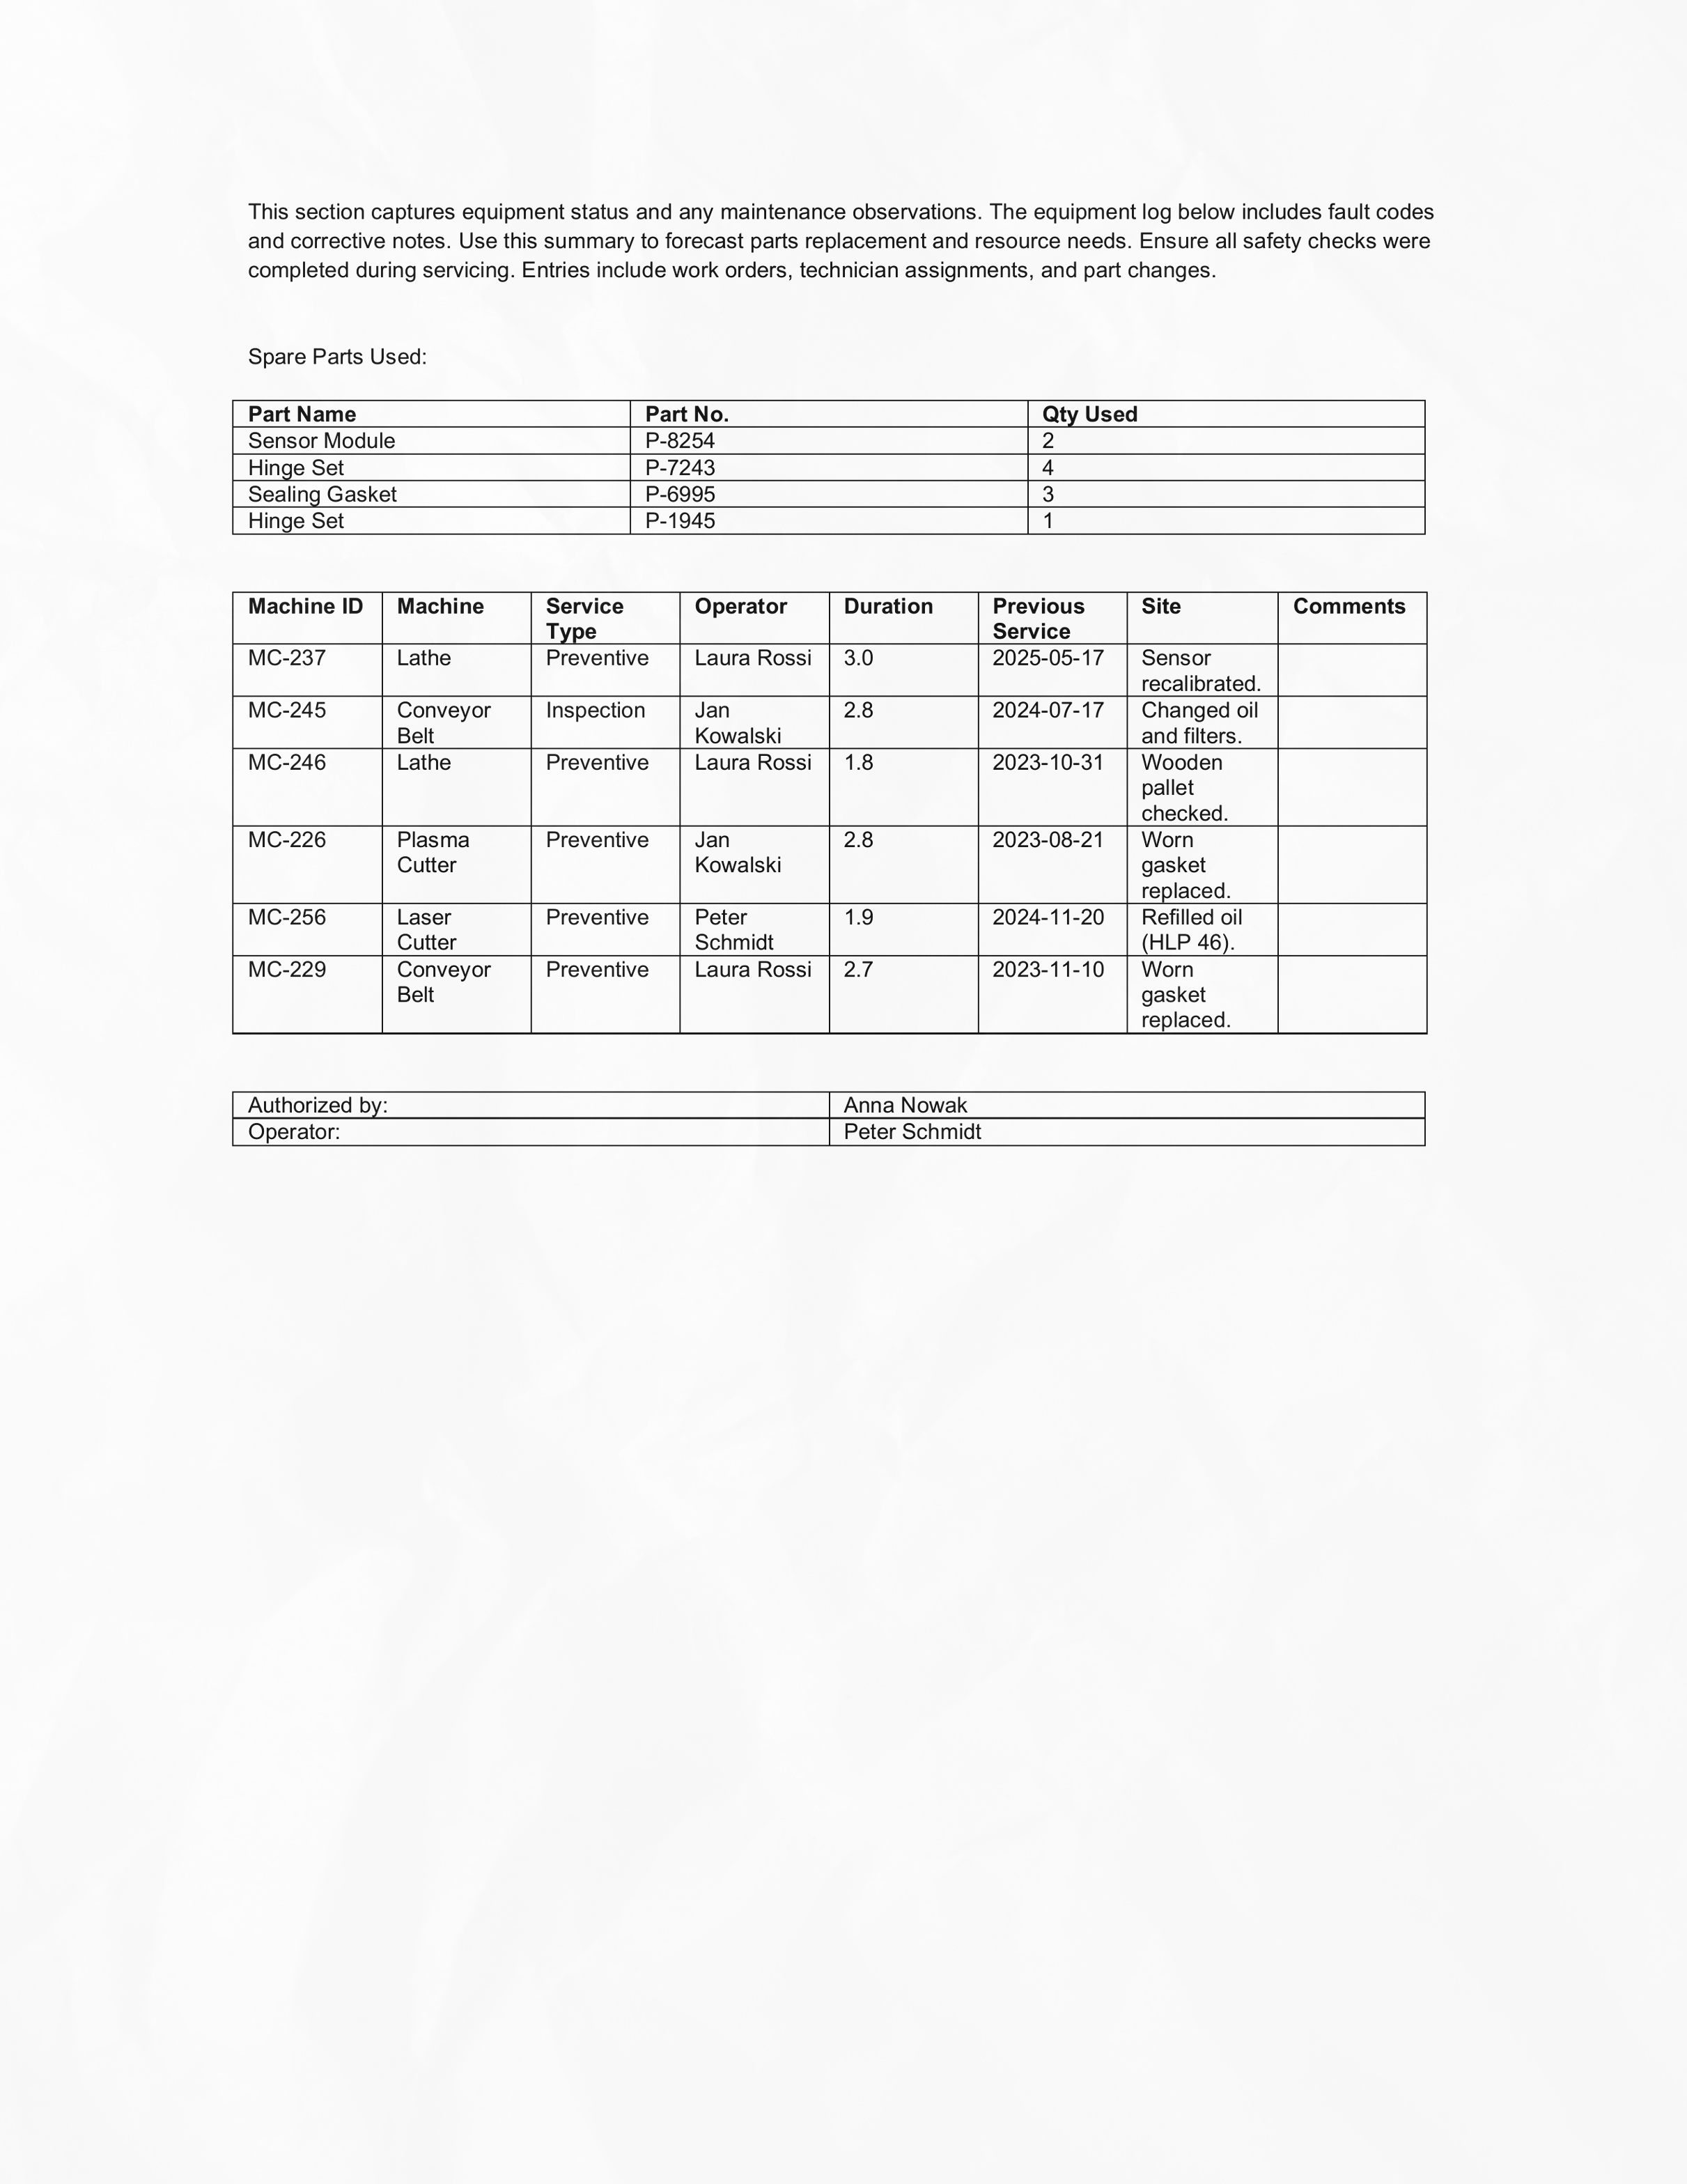 This section captures equipment status and any maintenance observations. The equipment log below includes fault codes
and corrective notes. Use this summary to forecast parts replacement and resource needs. Ensure all safety checks were
completed during servicing. Entries include work orders, technician assignments, and part changes.
Spare Parts Used:
Part Name Part No. Qty Used
Sensor Module P-8254 2
Hinge Set P-7243 4
Sealing Gasket P-6995 3
Hinge Set P-1945 1
Machine ID Machine Service Operator Duration Previous Site Comments
Type Service
MC-237 Lathe Preventive Laura Rossi 3.0 2025-05-17 Sensor
recalibrated.
MC-245 Conveyor Inspection Jan 2.8 2024-07-17 Changed oil
Belt Kowalski and filters.
MC-246 Lathe Preventive Laura Rossi 1.8 2023-10-31 Wooden
pallet
checked.
MC-226 Plasma Preventive Jan 2.8 2023-08-21 Worn
Cutter Kowalski gasket
replaced.
MC-256 Laser Preventive Peter 1.9 2024-11-20 Refilled oil
Cutter Schmidt (HLP 46).
MC-229 Conveyor Preventive Laura Rossi 2.7 2023-11-10 Worn
Belt gasket
replaced.
Authorized by: Anna Nowak
Operator: Peter Schmidt